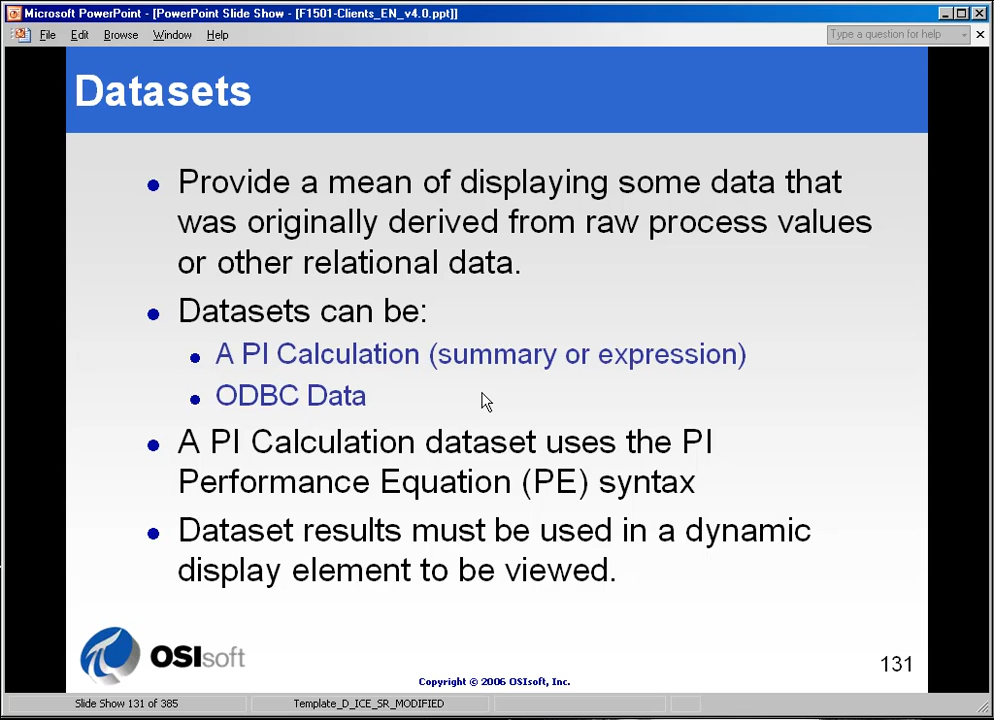 Microsoft PowerPoint - [PowerPoint Slide Show - [F1501-Clients_EN_v4.0.ppt]]
File Edit Browse Window Help
Type a question for help
Datasets
• Provide a mean of displaying some data that
was originally derived from raw process values
or other relational data.
• Datasets can be:
• A PI Calculation (summary or expression)
• ODBC Data
• A PI Calculation dataset uses the PI
Performance Equation (PE) syntax
• Dataset results must be used in a dynamic
display element to be viewed.
OSIsoft
131
Copyright © 2006 OSIsoft, Inc.
Slide Show 131 of 385
Template_D_ICE_SR_MODIFIED